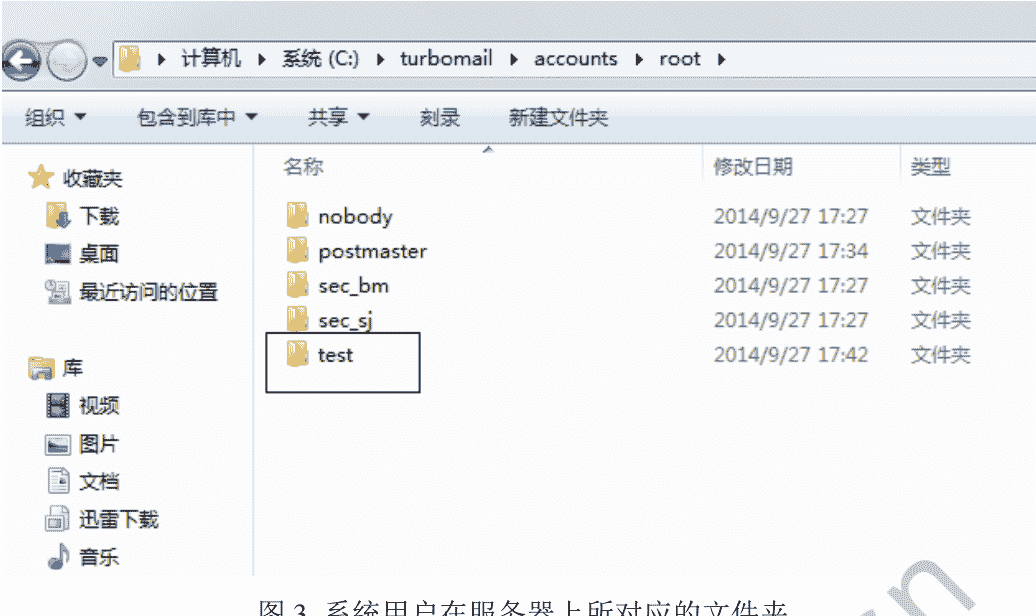 计算机 系统 (C:) turbomail accounts root
组织 包含到库中 共享 刻录 新建文件夹
名称 修改日期 类型
收藏夹
下载
桌面
最近访问的位置
库
视频
图片
文档
迅雷下载
音乐
nobody 2014/9/27 17:27 文件夹
postmaster 2014/9/27 17:34 文件夹
sec_bm 2014/9/27 17:27 文件夹
sec_sj 2014/9/27 17:27 文件夹
test 2014/9/27 17:42 文件夹
图 3 系统用户在服务器上所对应的文件夹